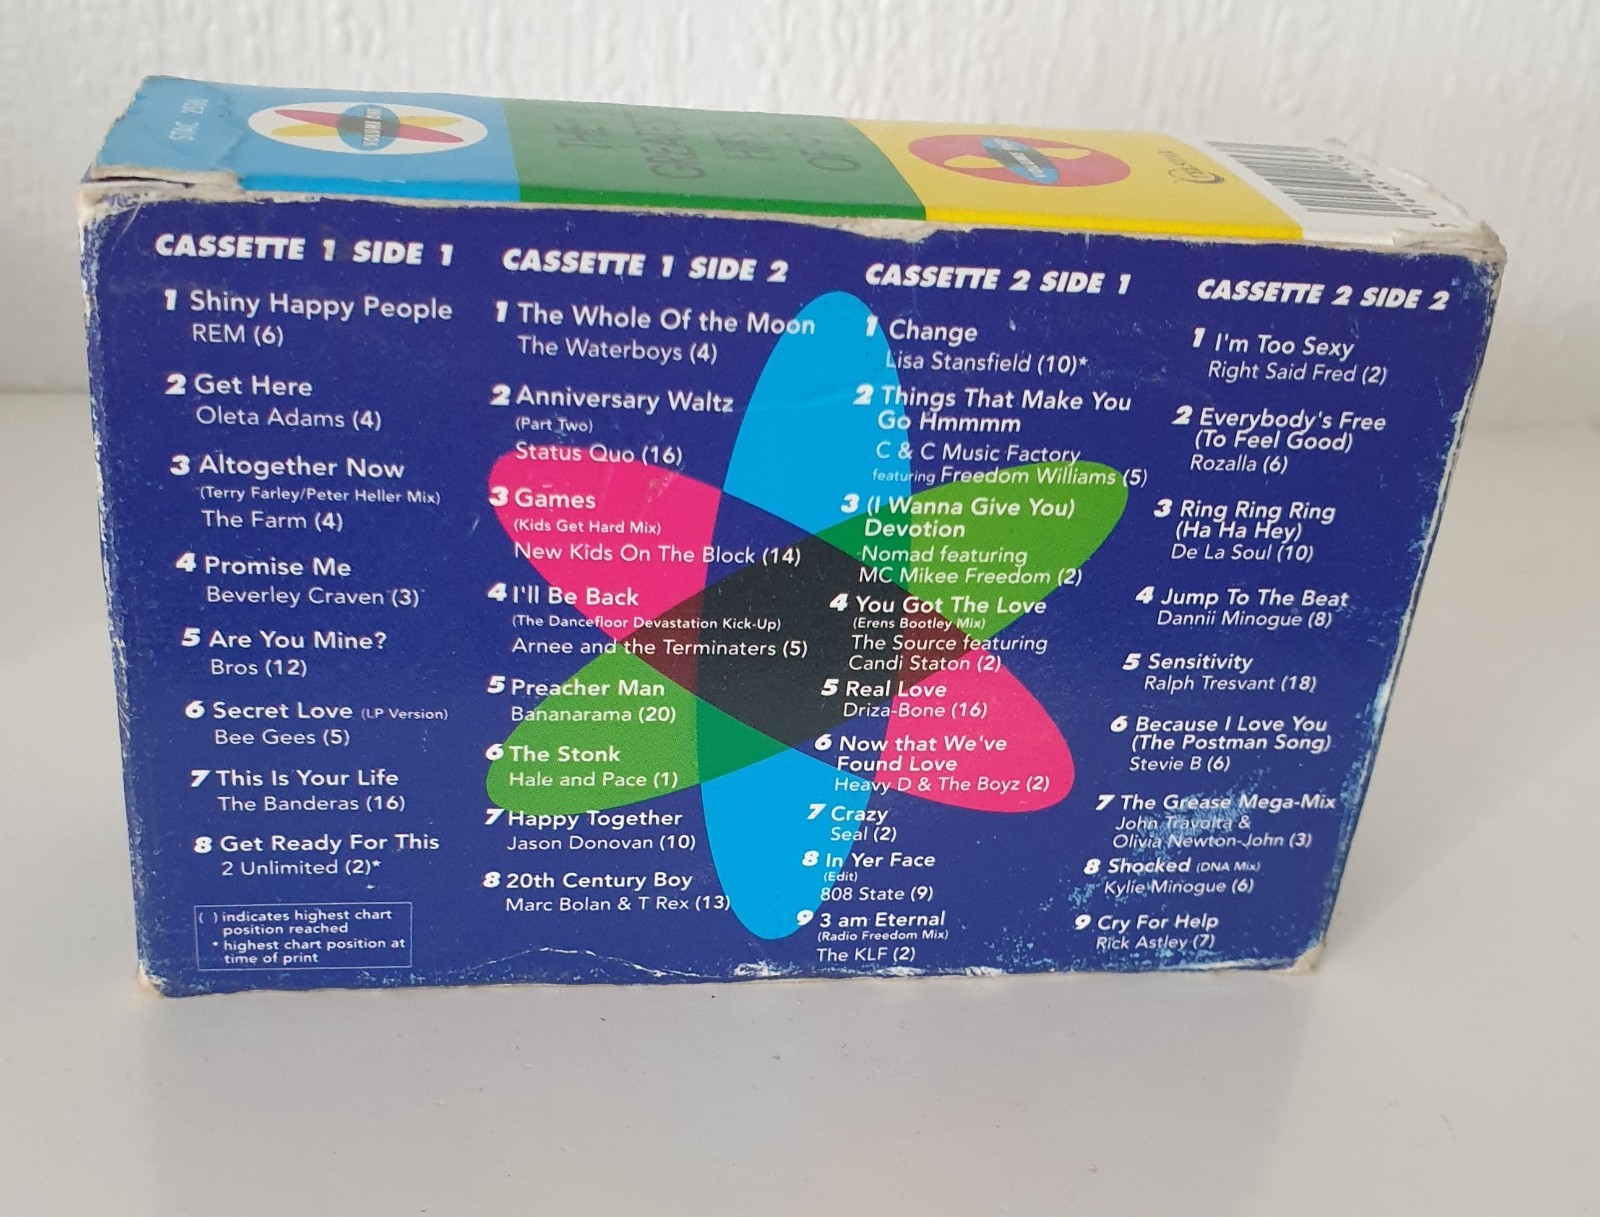 STAC 2510
VOLUME ONE
THE
GREATEST
HITS
OF
VOLUME TWO
TELSTAR
CASSETTE 1 SIDE 1
1 Shiny Happy People
REM (6)
2 Get Here
Oleta Adams (4)
3 Altogether Now
(Terry Farley/Peter Heller Mix)
The Farm (4)
4 Promise Me
Beverley Craven (3)
5 Are You Mine?
Bros (12)
6 Secret Love (LP Version)
Bee Gees (5)
7 This Is Your Life
The Banderas (16)
8 Get Ready For This
2 Unlimited (2)*
( ) indicates highest chart
position reached
* highest chart position at
time of print
CASSETTE 1 SIDE 2
1 The Whole Of the Moon
The Waterboys (4)
2 Anniversary Waltz
(Part Two)
Status Quo (16)
3 Games
(Kids Get Hard Mix)
New Kids On The Block (14)
4 I'll Be Back
(The Dancefloor Devastation Kick-Up)
Arnee and the Terminaters (5)
5 Preacher Man
Bananarama (20)
6 The Stonk
Hale and Pace (1)
7 Happy Together
Jason Donovan (10)
8 20th Century Boy
Marc Bolan & T Rex (13)
CASSETTE 2 SIDE 1
1 Change
Lisa Stansfield (10)*
2 Things That Make You
Go Hmmmm
C & C Music Factory
featuring Freedom Williams (5)
3 (I Wanna Give You)
Devotion
Nomad featuring
MC Mikee Freedom (2)
4 You Got The Love
(Erens Bootley Mix)
The Source featuring
Candi Staton (2)
5 Real Love
Driza-Bone (16)
6 Now that We've
Found Love
Heavy D & The Boyz (2)
7 Crazy
Seal (2)
8 In Yer Face
(Edit)
808 State (9)
9 3 am Eternal
(Radio Freedom Mix)
The KLF (2)
CASSETTE 2 SIDE 2
1 I'm Too Sexy
Right Said Fred (2)
2 Everybody's Free
(To Feel Good)
Rozalla (6)
3 Ring Ring Ring
(Ha Ha Hey)
De La Soul (10)
4 Jump To The Beat
Dannii Minogue (8)
5 Sensitivity
Ralph Tresvant (18)
6 Because I Love You
(The Postman Song)
Stevie B (6)
7 The Grease Mega-Mix
John Travolta &
Olivia Newton-John (3)
8 Shocked (DNA Mix)
Kylie Minogue (6)
9 Cry For Help
Rick Astley (7)